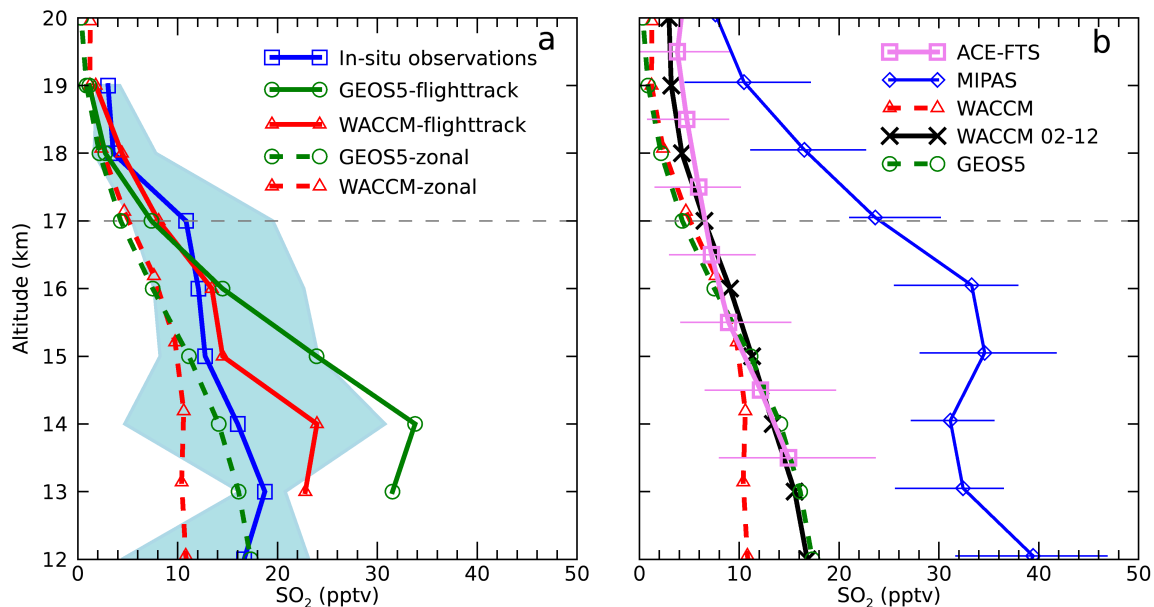 a
In-situ observations
GEOS5-flighttrack
WACCM-flighttrack
GEOS5-zonal
WACCM-zonal
20
19
18
17
16
15
14
13
12
Altitude (km)
0 10 20 30 40 50
SO2 (pptv)
b
ACE-FTS
MIPAS
WACCM
WACCM 02-12
GEOS5
0 10 20 30 40 50
SO2 (pptv)